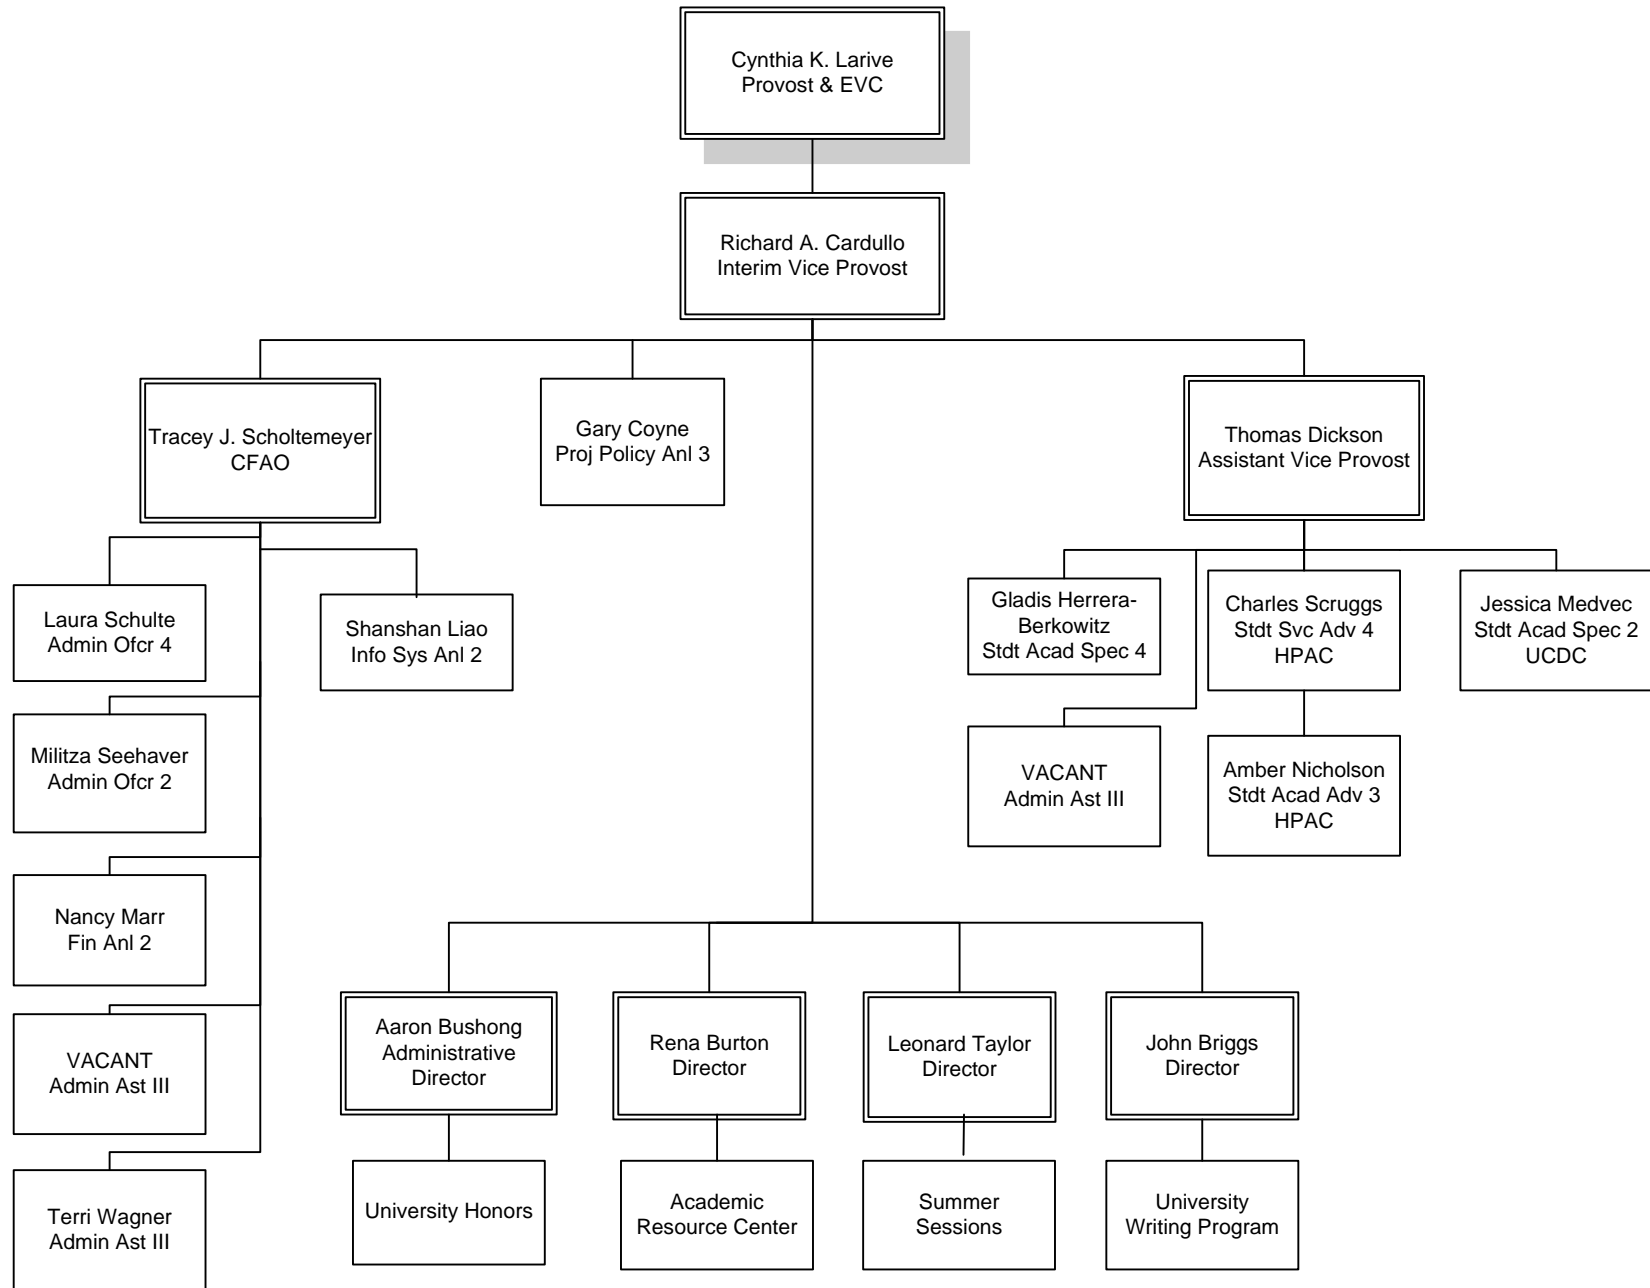 Cynthia K. Larive
Provost & EVC
Richard A. Cardullo
Interim Vice Provost
Tracey J. Scholtemeyer
CFAO
Gary Coyne
Proj Policy Anl 3
Thomas Dickson
Assistant Vice Provost
Laura Schulte
Admin Ofcr 4
Shanshan Liao
Info Sys Anl 2
Gladis Herrera-
Berkowitz
Stdt Acad Spec 4
Charles Scruggs
Stdt Svc Adv 4
HPAC
Jessica Medvec
Stdt Acad Spec 2
UCDC
Militza Seehaver
Admin Ofcr 2
VACANT
Admin Ast III
Amber Nicholson
Stdt Acad Adv 3
HPAC
Nancy Marr
Fin Anl 2
VACANT
Admin Ast III
Aaron Bushong
Administrative
Director
Rena Burton
Director
Leonard Taylor
Director
John Briggs
Director
Terri Wagner
Admin Ast III
University Honors
Academic
Resource Center
Summer
Sessions
University
Writing Program